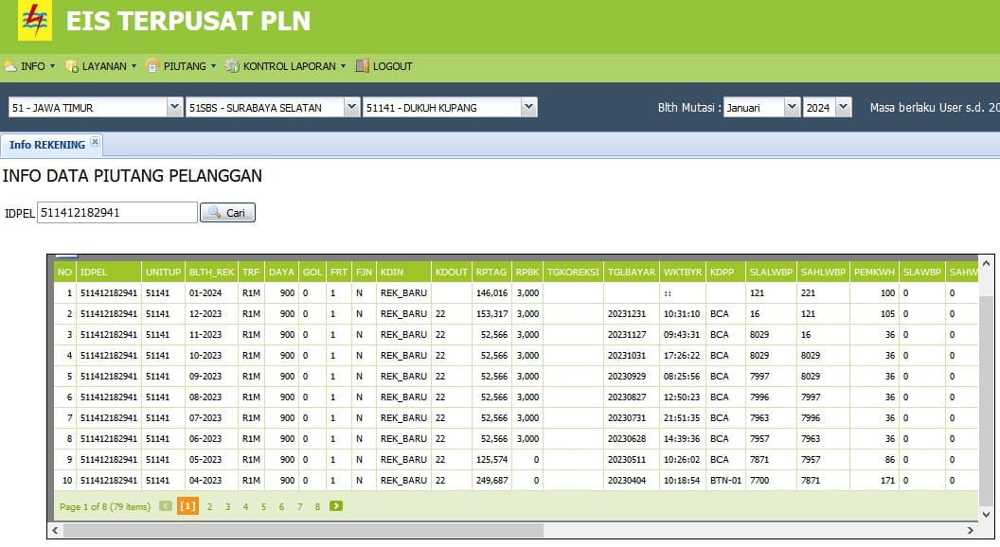 EIS TERPUSAT PLN
INFO LAYANAN PIUTANG KONTROL LAPORAN LOGOUT
51 - JAWA TIMUR 51SBS - SURABAYA SELATAN 51141 - DUKUH KUPANG Blth Mutasi : Januari 2024 Masa berlaku User s.d. 20
Info REKENING
INFO DATA PIUTANG PELANGGAN
IDPEL 511412182941 Cari
NO IDPEL UNITUP BLTH_REK TRF DAYA GOL FRT FJN KDIN KDOUT RPTAG RPBK TGKOREKSI TGLBAYAR WKTBYR KDPP SLALWBP SAHLWBP PEMKWH SLAWBP SAHW
1 511412182941 51141 01-2024 R1M 900 0 1 N REK_BARU 146,016 3,000 :: 121 221 100 0 0
2 511412182941 51141 12-2023 R1M 900 0 1 N REK_BARU 22 153,317 3,000 20231231 10:31:10 BCA 16 121 105 0 0
3 511412182941 51141 11-2023 R1M 900 0 1 N REK_BARU 22 52,566 3,000 20231127 09:43:31 BCA 8029 16 36 0 0
4 511412182941 51141 10-2023 R1M 900 0 1 N REK_BARU 22 52,566 3,000 20231031 17:26:22 BCA 8029 8029 36 0 0
5 511412182941 51141 09-2023 R1M 900 0 1 N REK_BARU 22 52,566 3,000 20230929 08:25:56 BCA 7997 8029 36 0 0
6 511412182941 51141 08-2023 R1M 900 0 1 N REK_BARU 22 52,566 3,000 20230827 12:50:23 BCA 7996 7997 36 0 0
7 511412182941 51141 07-2023 R1M 900 0 1 N REK_BARU 22 52,566 3,000 20230731 21:51:35 BCA 7963 7996 36 0 0
8 511412182941 51141 06-2023 R1M 900 0 1 N REK_BARU 22 52,566 3,000 20230628 14:39:36 BCA 7957 7963 36 0 0
9 511412182941 51141 05-2023 R1M 900 0 1 N REK_BARU 22 125,574 0 20230511 10:26:02 BCA 7871 7957 86 0 0
10 511412182941 51141 04-2023 R1M 900 0 1 N REK_BARU 22 249,687 0 20230404 10:18:54 BTN-01 7700 7871 171 0 0
Page 1 of 8 (79 items) [1] 2 3 4 5 6 7 8